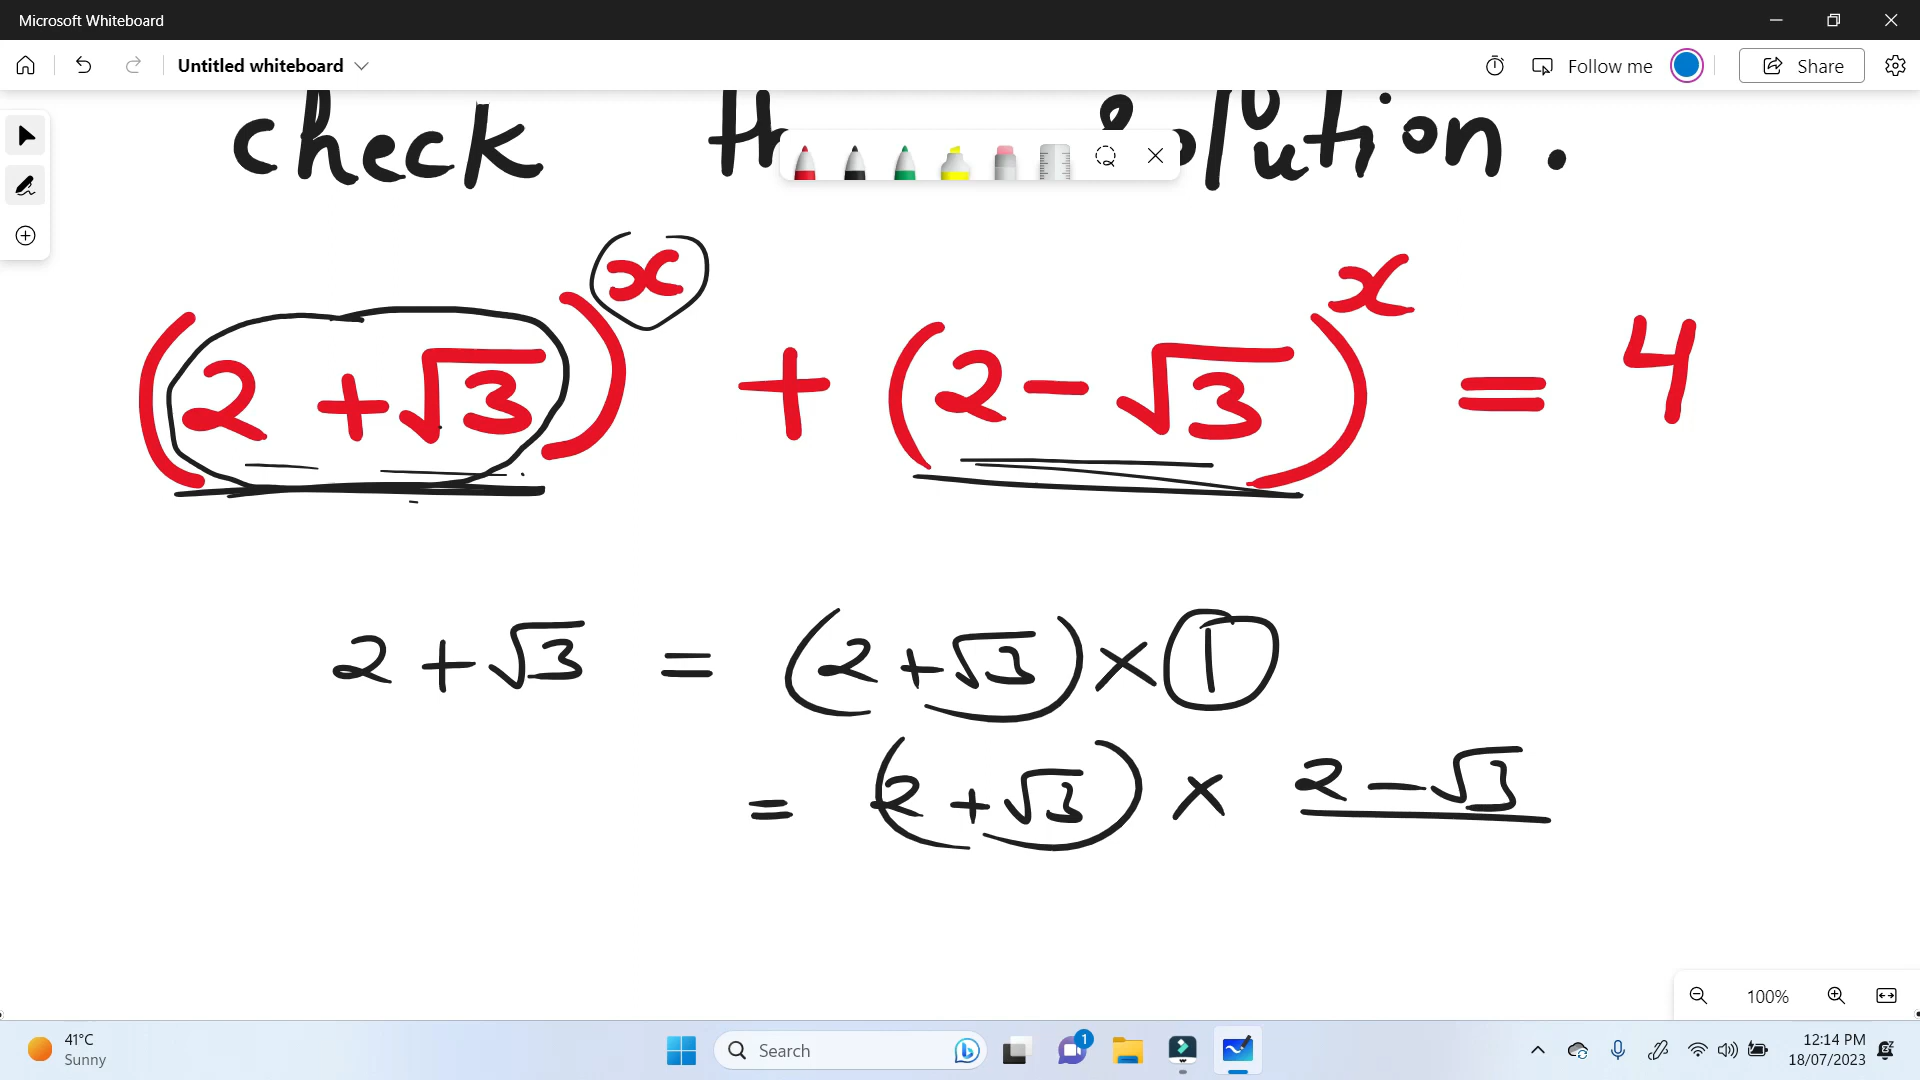 Microsoft Whiteboard
Untitled whiteboard
Follow me
Share
check solution.
(2 + √3)^x + (2 - √3)^x = 4
2 + √3 = (2 + √3) × 1
= (2 + √3) × 2 - √3
100%
41°C
Sunny
Search
1
12:14 PM
18/07/2023